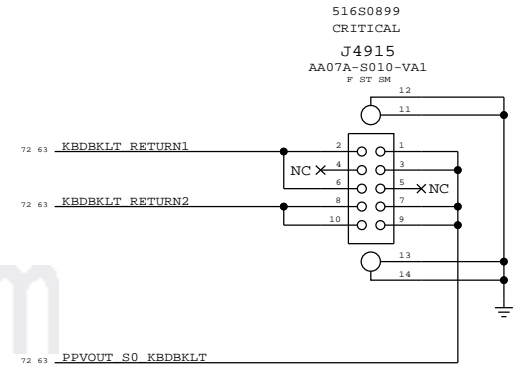 516S0899
CRITICAL
J4915
AA07A-S010-VA1
F ST SM
12
11
72 63 KBDBKLT_RETURN1
2 1
NC 4 3
6 5 NC
72 63 KBDBKLT_RETURN2
8 7
10 9
13
14
m
72 63 PPVOUT_S0_KBDBKLT